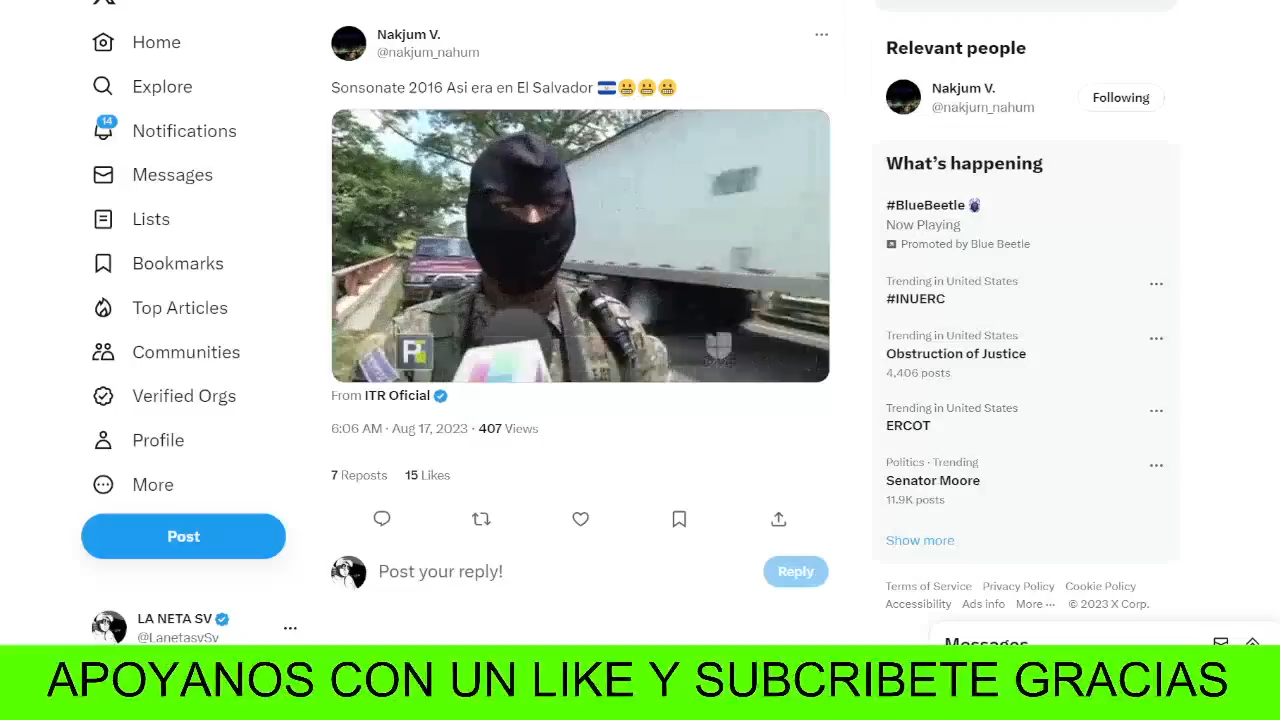 Home
Explore
14
Notifications
Messages
Lists
Bookmarks
Top Articles
Communities
Verified Orgs
Profile
More
Post
LA NETA SV
@LanetasvSv
Nakjum V.
@nakjum_nahum
Sonsonate 2016 Asi era en El Salvador
From ITR Oficial
6:06 AM · Aug 17, 2023 · 407 Views
7 Reposts 15 Likes
Post your reply!
Reply
Relevant people
Nakjum V.
@nakjum_nahum
Following
What's happening
#BlueBeetle
Now Playing
Promoted by Blue Beetle
Trending in United States
#INUERC
Trending in United States
Obstruction of Justice
4,406 posts
Trending in United States
ERCOT
Politics · Trending
Senator Moore
11.9K posts
Show more
Terms of Service Privacy Policy Cookie Policy
Accessibility Ads info More ··· © 2023 X Corp.
Messages
APOYANOS CON UN LIKE Y SUBCRIBETE GRACIAS